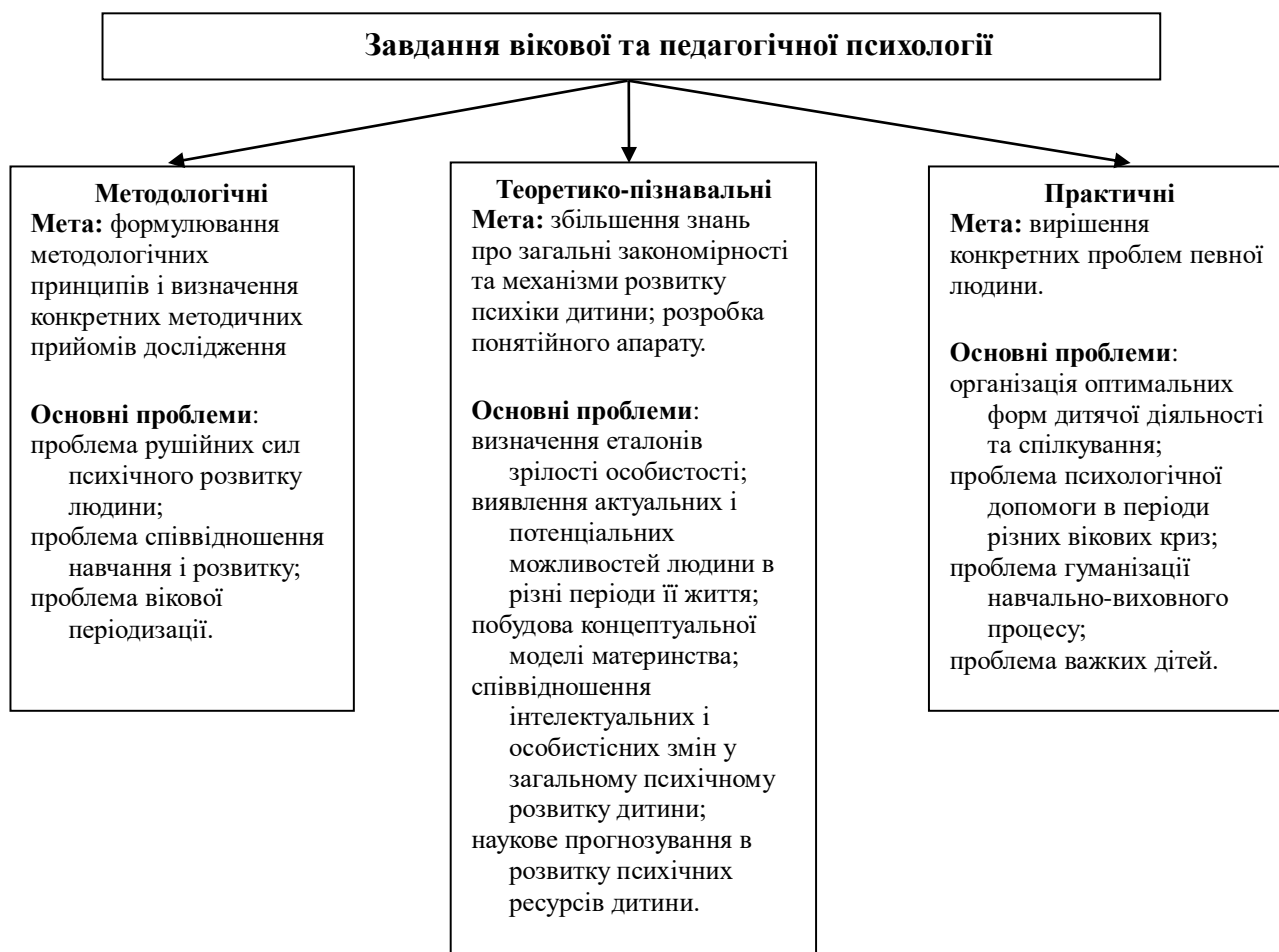 Завдання вікової та педагогічної психології
Методологічні
Мета: формулювання
методологічних
принципів і визначення
конкретних методичних
прийомів дослідження
Основні проблеми:
проблема рушійних сил
психічного розвитку
людини;
проблема співвідношення
навчання і розвитку;
проблема вікової
періодизації.
Теоретико-пізнавальні
Мета: збільшення знань
про загальні закономірності
та механізми розвитку
психіки дитини; розробка
понятійного апарату.
Основні проблеми:
визначення еталонів
зрілості особистості;
виявлення актуальних і
потенціальних
можливостей людини в
різні періоди її життя;
побудова концептуальної
моделі материнства;
співвідношення
інтелектуальних і
особистісних змін у
загальному психічному
розвитку дитини;
наукове прогнозування в
розвитку психічних
ресурсів дитини.
Практичні
Мета: вирішення
конкретних проблем певної
людини.
Основні проблеми:
організація оптимальних
форм дитячої діяльності
та спілкування;
проблема психологічної
допомоги в періоди
різних вікових криз;
проблема гуманізації
навчально-виховного
процесу;
проблема важких дітей.